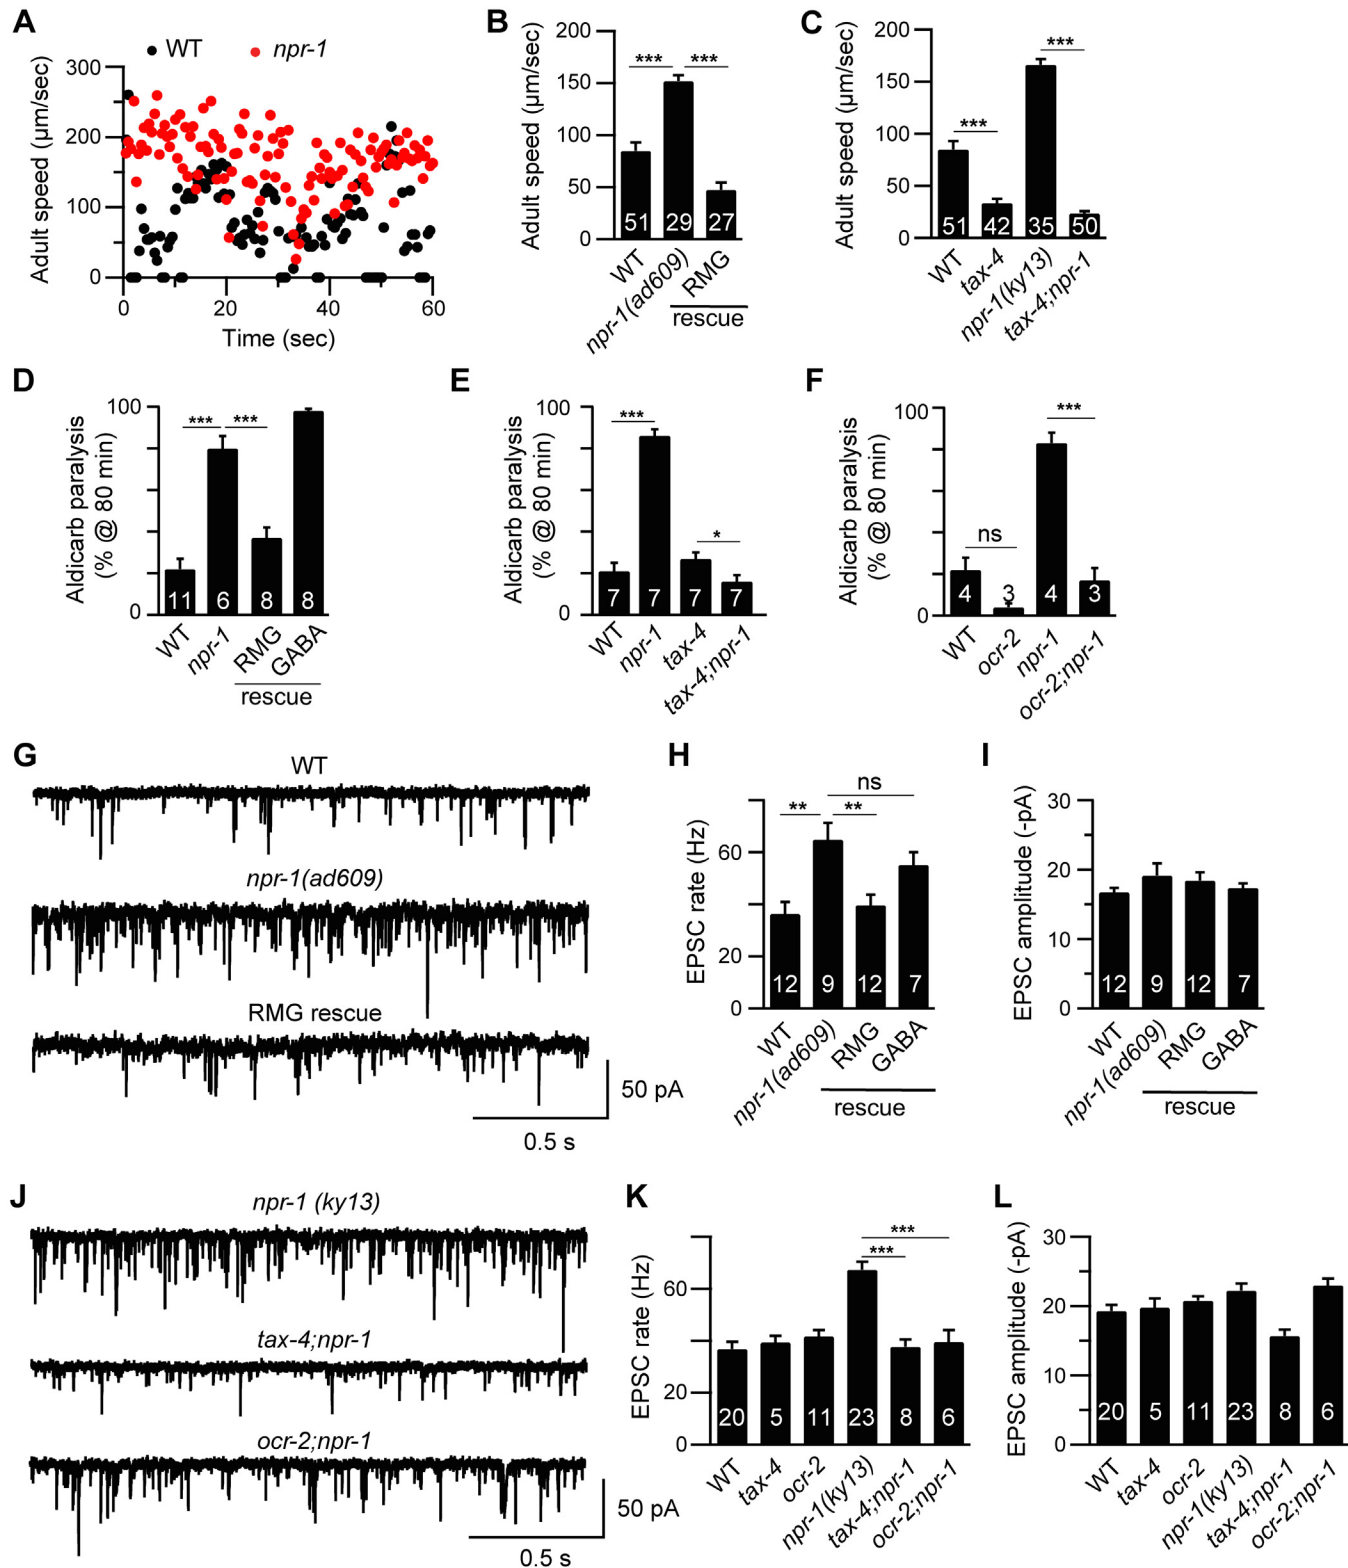 A
WT
npr-1
Adult speed (µm/sec)
300
200
100
0
0
20
40
60
Time (sec)
B
Adult speed (µm/sec)
200
150
100
50
0
***
***
51
29
27
WT
npr-1(ad609)
RMG
rescue
C
Adult speed (µm/sec)
200
150
100
50
0
***
***
51
42
35
50
WT
tax-4
npr-1(ky13)
tax-4;npr-1
D
Aldicarb paralysis
(% @ 80 min)
100
0
***
***
11
6
8
8
WT
npr-1
RMG
GABA
rescue
E
Aldicarb paralysis
(% @ 80 min)
100
0
***
*
7
7
7
7
WT
npr-1
tax-4
tax-4;npr-1
F
Aldicarb paralysis
(% @ 80 min)
100
0
ns
***
4
3
4
3
WT
ocr-2
npr-1
ocr-2;npr-1
G
WT
npr-1(ad609)
RMG rescue
50 pA
0.5 s
H
EPSC rate (Hz)
60
20
0
**
**
ns
12
9
12
7
WT
npr-1(ad609)
RMG
GABA
rescue
I
EPSC amplitude (-pA)
30
20
10
0
12
9
12
7
WT
npr-1(ad609)
RMG
GABA
rescue
J
npr-1 (ky13)
tax-4;npr-1
ocr-2;npr-1
50 pA
0.5 s
K
EPSC rate (Hz)
60
20
0
***
***
20
5
11
23
8
6
WT
tax-4
ocr-2
npr-1(ky13)
tax-4;npr-1
ocr-2;npr-1
L
EPSC amplitude (-pA)
30
20
10
0
20
5
11
23
8
6
WT
tax-4
ocr-2
npr-1(ky13)
tax-4;npr-1
ocr-2;npr-1